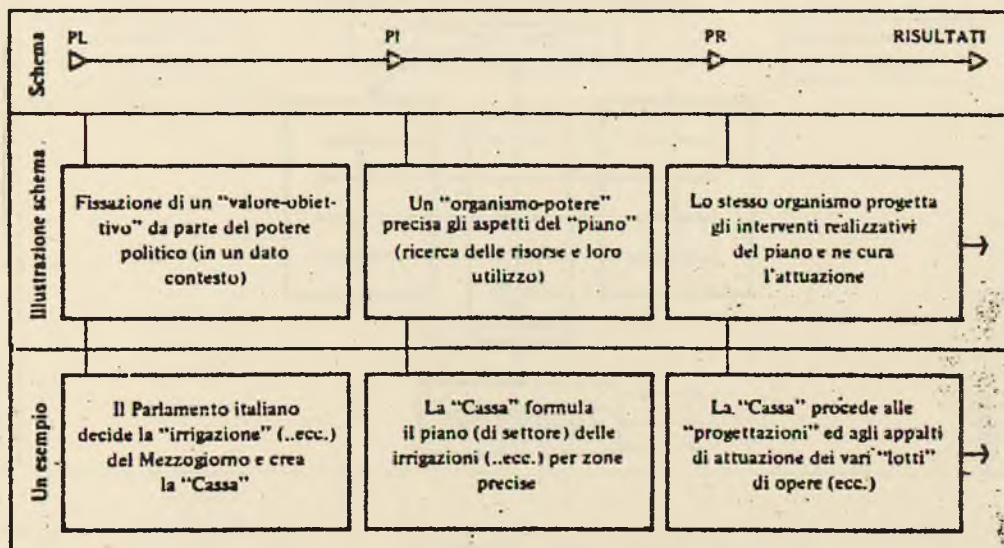 Schema
PL
PI
PR
RISULTATI
Illustrazione schema
Fissazione di un “valore-obiet-
tivo” da parte del potere
politico (in un dato
contesto)
Un “organismo-potere”
precisa gli aspetti del “piano”
(ricerca delle risorse e loro
utilizzo)
Lo stesso organismo progetta
gli interventi realizzativi
del piano e ne cura
l'attuazione
Un esempio
Il Parlamento italiano
decide la “irrigazione” (..ecc.)
del Mezzogiorno e crea
la “Cassa”
La “Cassa” formula
il piano (di settore) delle
irrigazioni (..ecc.) per zone
precise
La “Cassa” procede alle
“progettazioni” ed agli appalti
di attuazione dei vari “lotti”
di opere (ecc.)